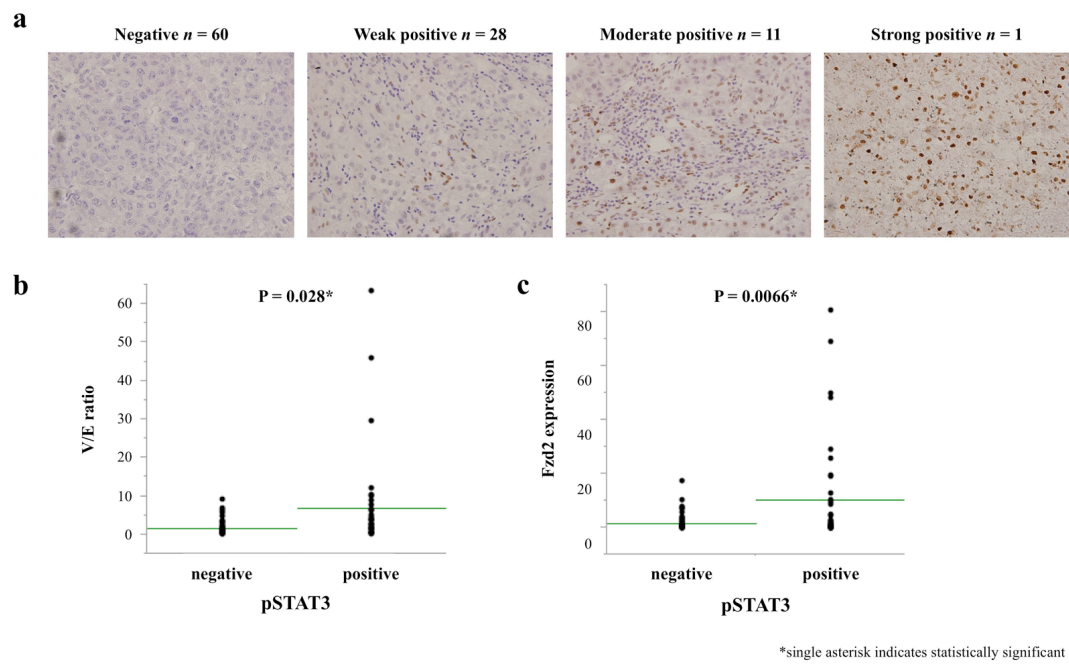 a
Negative n = 60
Weak positive n = 28
Moderate positive n = 11
Strong positive n = 1
b
P = 0.028*
V/E ratio
60
50
40
30
20
10
0
negative
positive
pSTAT3
c
P = 0.0066*
Fzd2 expression
80
60
40
20
0
negative
positive
pSTAT3
*single asterisk indicates statistically significant